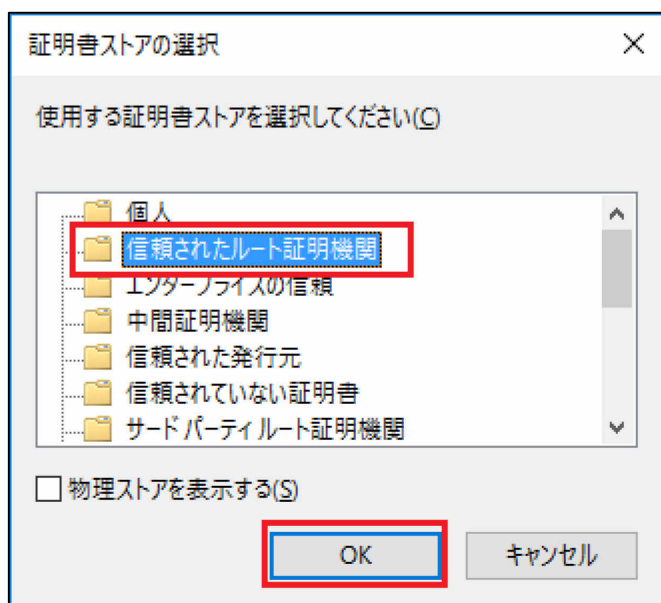 証明書ストアの選択
使用する証明書ストアを選択してください(C)
個人
信頼されたルート証明機関
エンタープライズの信頼
中間証明機関
信頼された発行元
信頼されていない証明書
サード パーティ ルート証明機関
物理ストアを表示する(S)
OK キャンセル